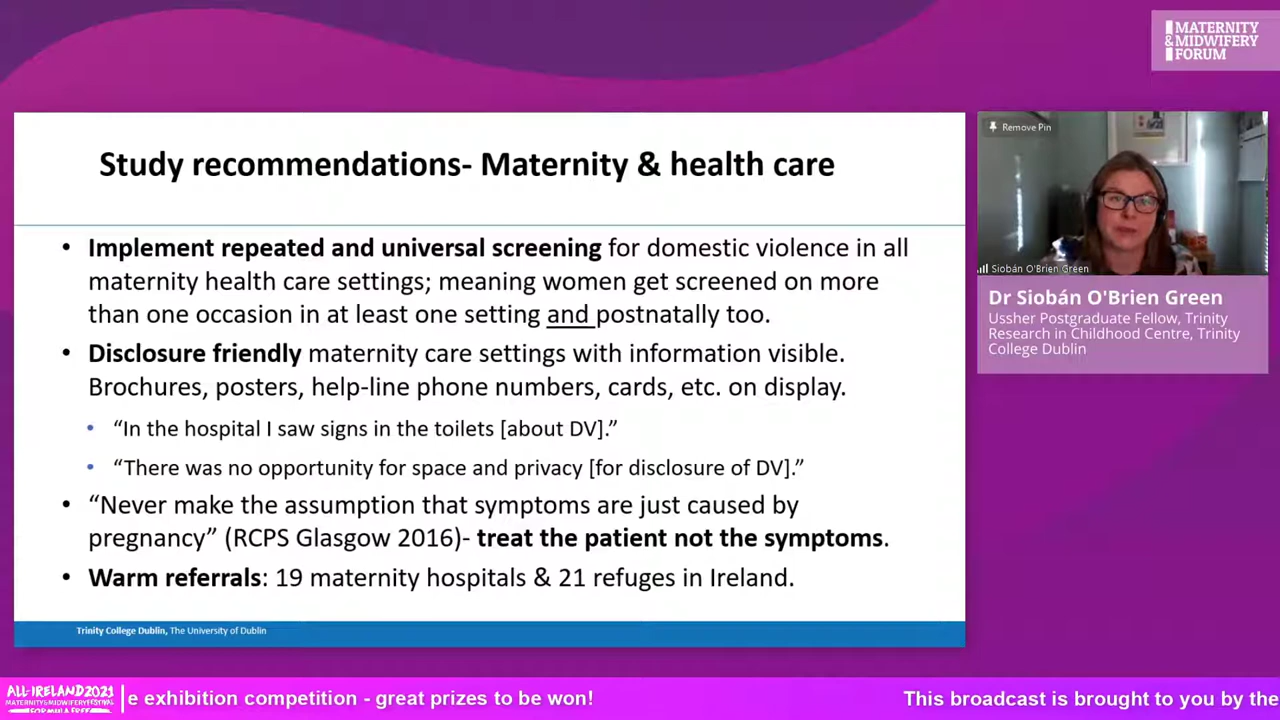 MATERNITY
& MIDWIFERY
FORUM
Study recommendations- Maternity & health care
• Implement repeated and universal screening for domestic violence in all
maternity health care settings; meaning women get screened on more
than one occasion in at least one setting and postnatally too.
• Disclosure friendly maternity care settings with information visible.
Brochures, posters, help-line phone numbers, cards, etc. on display.
• “In the hospital I saw signs in the toilets [about DV].”
• “There was no opportunity for space and privacy [for disclosure of DV].”
• “Never make the assumption that symptoms are just caused by
pregnancy” (RCPS Glasgow 2016)- treat the patient not the symptoms.
• Warm referrals: 19 maternity hospitals & 21 refuges in Ireland.
Trinity College Dublin, The University of Dublin
Remove Pin
Siobán O'Brien Green
Dr Siobán O'Brien Green
Ussher Postgraduate Fellow, Trinity
Research in Childhood Centre, Trinity
College Dublin
ALL-IRELAND 2021
MATERNITY&MIDWIFERY FESTIVAL
FORMULA FREE
e exhibition competition - great prizes to be won!
This broadcast is brought to you by the